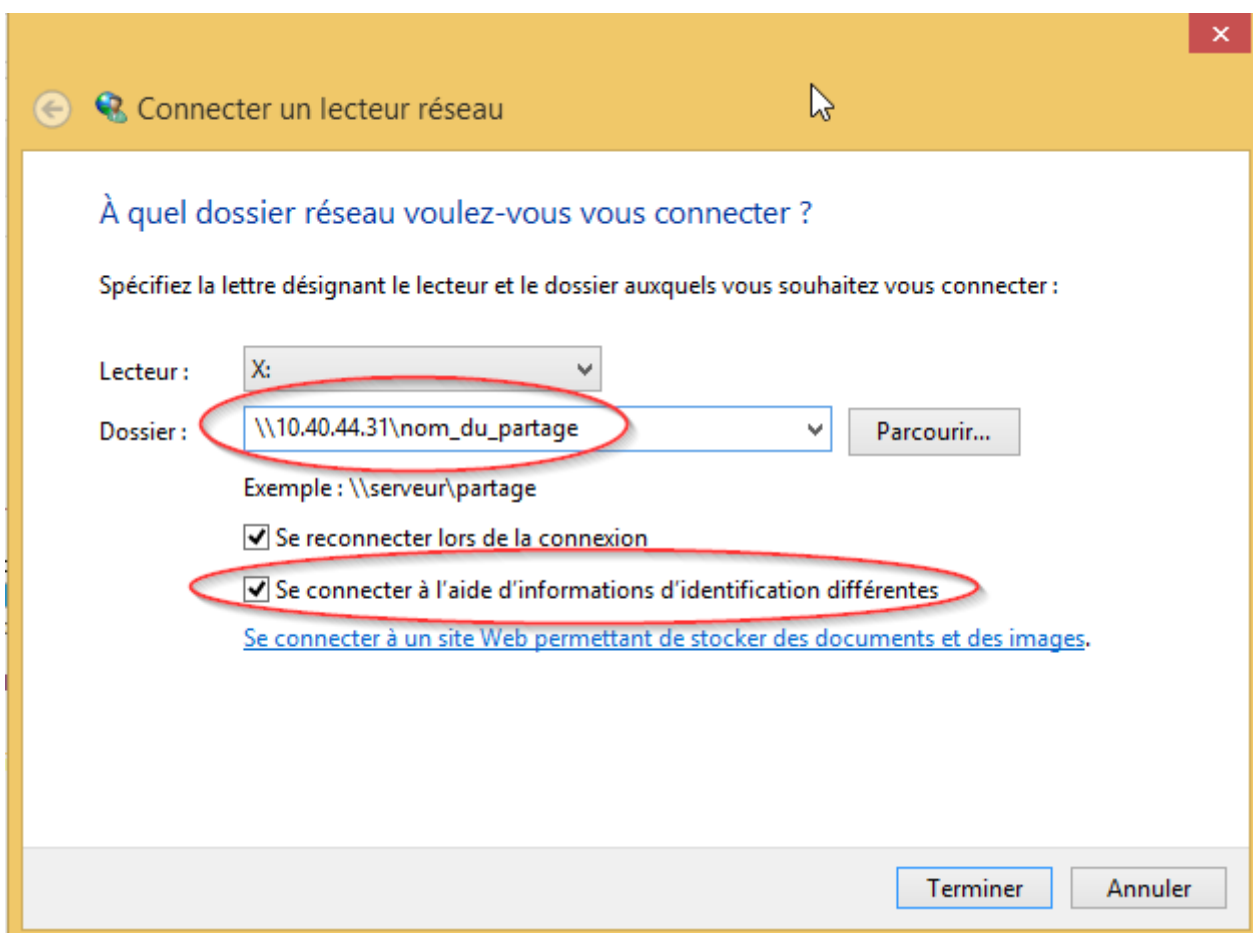 Connecter un lecteur réseau
À quel dossier réseau voulez-vous vous connecter ?
Spécifiez la lettre désignant le lecteur et le dossier auxquels vous souhaitez vous connecter :
Lecteur : X:
Dossier : \\10.40.44.31\nom_du_partage Parcourir...
Exemple : \\serveur\partage
Se reconnecter lors de la connexion
Se connecter à l’aide d’informations d’identification différentes
Se connecter à un site Web permettant de stocker des documents et des images.
Terminer Annuler